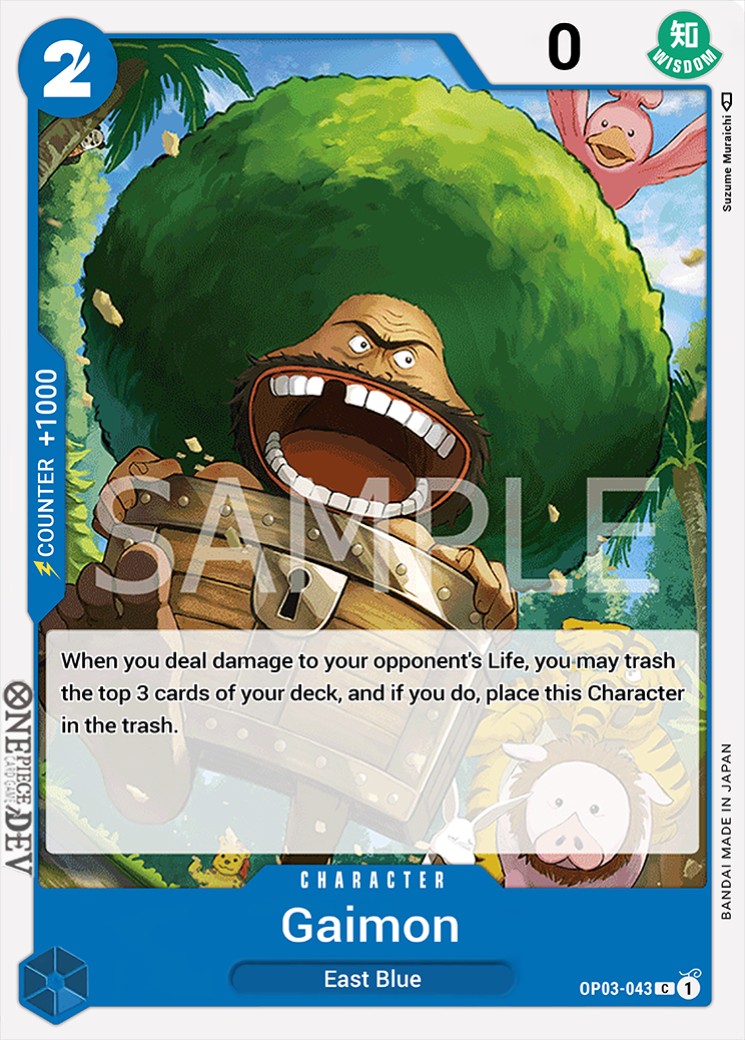 2
0
知
WISDOM
Suzume Muraichi
COUNTER +1000
SAMPLE
When you deal damage to your opponent's Life, you may trash
the top 3 cards of your deck, and if you do, place this Character
in the trash.
ONE PIECE
CARD GAME
/DEV
BANDAI MADE IN JAPAN
CHARACTER
Gaimon
East Blue
OP03-043 C 1